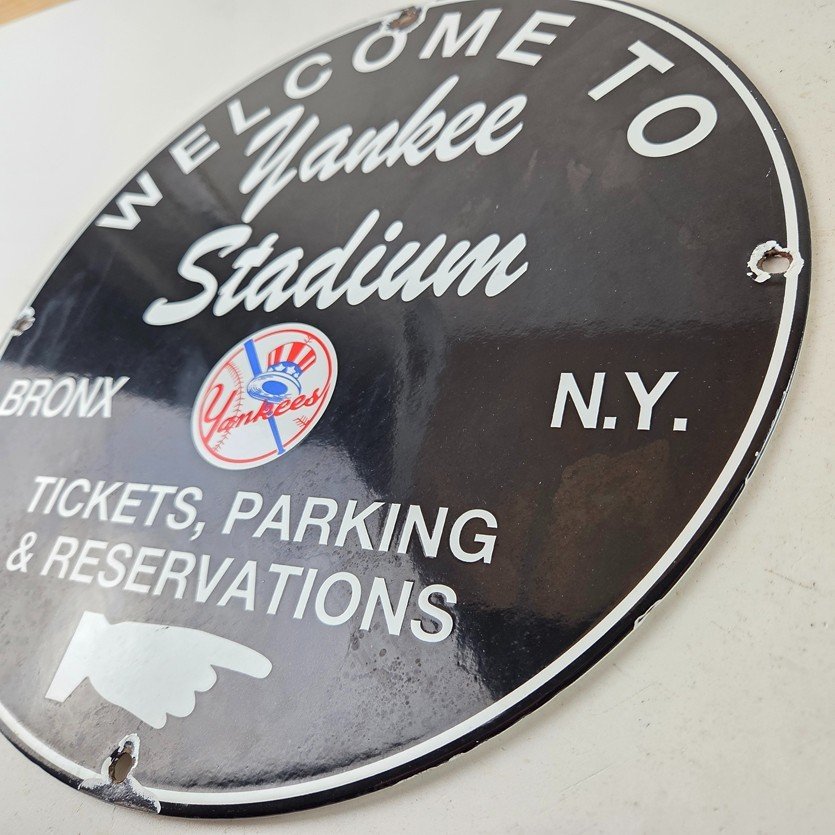 WELCOME TO
Yankee
Stadium
BRONX
Yankees
N.Y.
TICKETS, PARKING
& RESERVATIONS